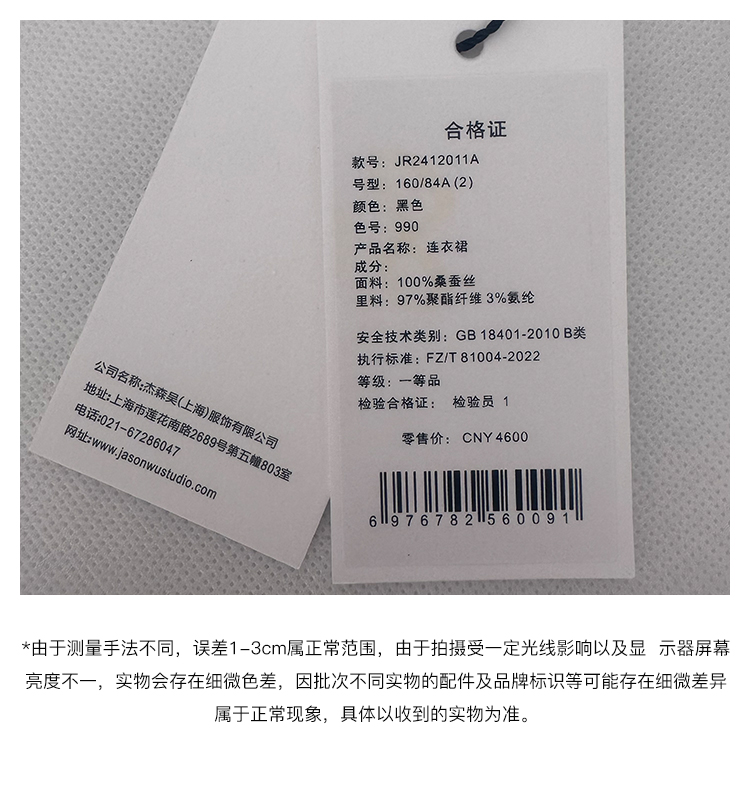 合格证
款号：JR2412011A
号型：160/84A (2)
颜色：黑色
色号：990
产品名称：连衣裙
成分：
面料：100%桑蚕丝
里料：97%聚酯纤维 3%氨纶
安全技术类别：GB 18401-2010 B类
执行标准：FZ/T 81004-2022
等级：一等品
检验合格证： 检验员 1
零售价： CNY 4600
6 976782 560091
公司名称:杰森吴(上海)服饰有限公司
地址:上海市莲花南路2689号第五幢803室
电话:021-67286047
网址:www.jasonwustudio.com
*由于测量手法不同，误差1-3cm属正常范围，由于拍摄受一定光线影响以及显 示器屏幕
亮度不一，实物会存在细微色差，因批次不同实物的配件及品牌标识等可能存在细微差异
属于正常现象，具体以收到的实物为准。